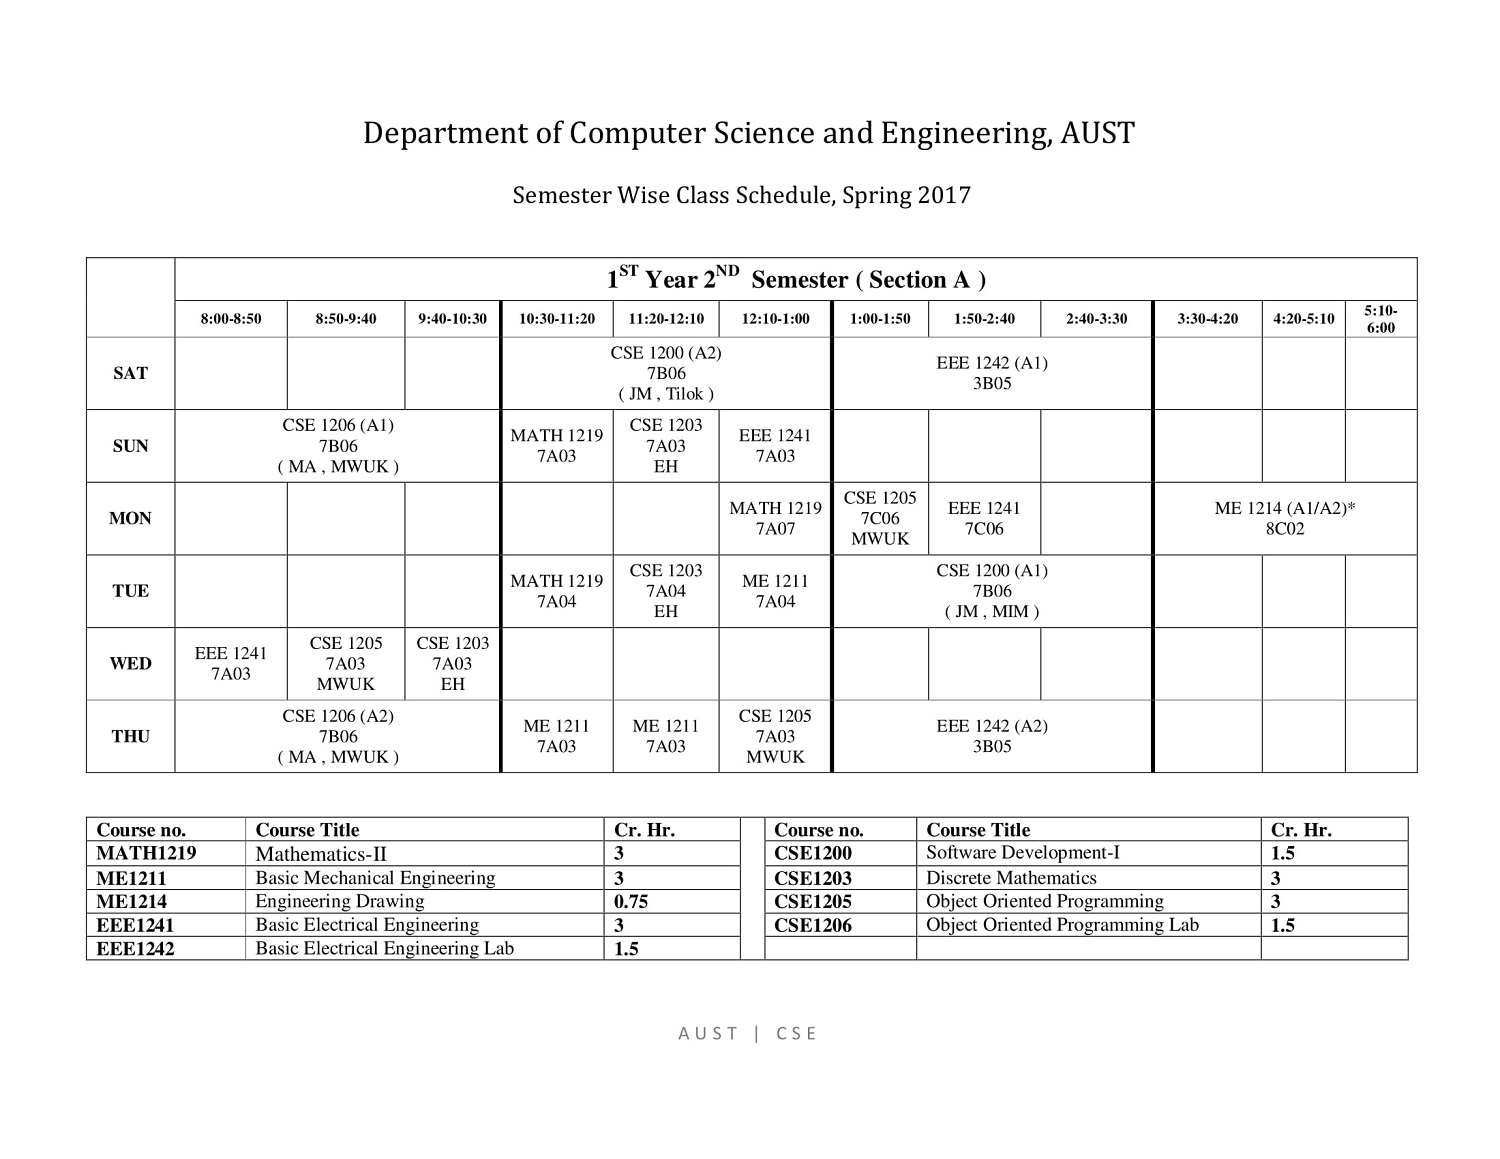 Department of Computer Science and Engineering, AUST
Semester Wise Class Schedule, Spring 2017
1ST Year 2ND Semester ( Section A )
8:00-8:50 8:50-9:40 9:40-10:30 10:30-11:20 11:20-12:10 12:10-1:00 1:00-1:50 1:50-2:40 2:40-3:30 3:30-4:20 4:20-5:10 5:10-
6:00
SAT
CSE 1200 (A2)
7B06
( JM , Tilok )
EEE 1242 (A1)
3B05
SUN
CSE 1206 (A1)
7B06
( MA , MWUK )
MATH 1219
7A03
CSE 1203
7A03
EH
EEE 1241
7A03
MON
MATH 1219
7A07
CSE 1205
7C06
MWUK
EEE 1241
7C06
ME 1214 (A1/A2)*
8C02
TUE
MATH 1219
7A04
CSE 1203
7A04
EH
ME 1211
7A04
CSE 1200 (A1)
7B06
( JM , MIM )
WED
EEE 1241
7A03
CSE 1205
7A03
MWUK
CSE 1203
7A03
EH
THU
CSE 1206 (A2)
7B06
( MA , MWUK )
ME 1211
7A03
ME 1211
7A03
CSE 1205
7A03
MWUK
EEE 1242 (A2)
3B05
Course no. Course Title Cr. Hr. Course no. Course Title Cr. Hr.
MATH1219 Mathematics-II 3 CSE1200 Software Development-I 1.5
ME1211 Basic Mechanical Engineering 3 CSE1203 Discrete Mathematics 3
ME1214 Engineering Drawing 0.75 CSE1205 Object Oriented Programming 3
EEE1241 Basic Electrical Engineering 3 CSE1206 Object Oriented Programming Lab 1.5
EEE1242 Basic Electrical Engineering Lab 1.5
AUST | CSE